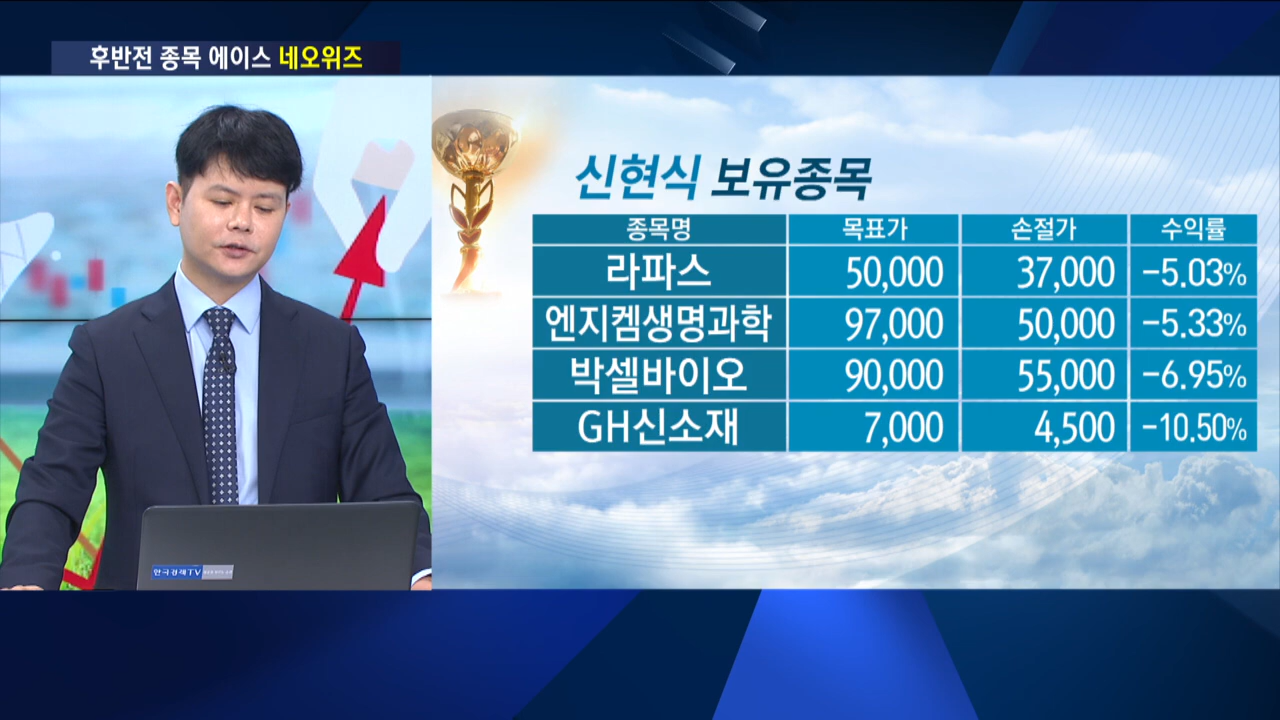 후반전 종목 에이스 네오위즈
신현식 보유종목
종목명 목표가 손절가 수익률
라파스 50,000 37,000 -5.03%
엔지켐생명과학 97,000 50,000 -5.33%
박셀바이오 90,000 55,000 -6.95%
GH신소재 7,000 4,500 -10.50%
한국경제TV